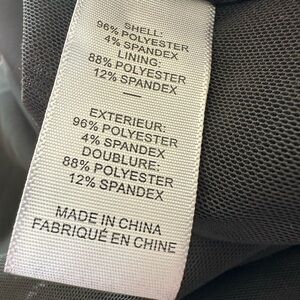 SHELL:
96% POLYESTER
4% SPANDEX
LINING:
88% POLYESTER
12% SPANDEX
EXTERIEUR:
96% POLYESTER
4% SPANDEX
DOUBLURE:
88% POLYESTER
12% SPANDEX
MADE IN CHINA
FABRIQUÉ EN CHINE